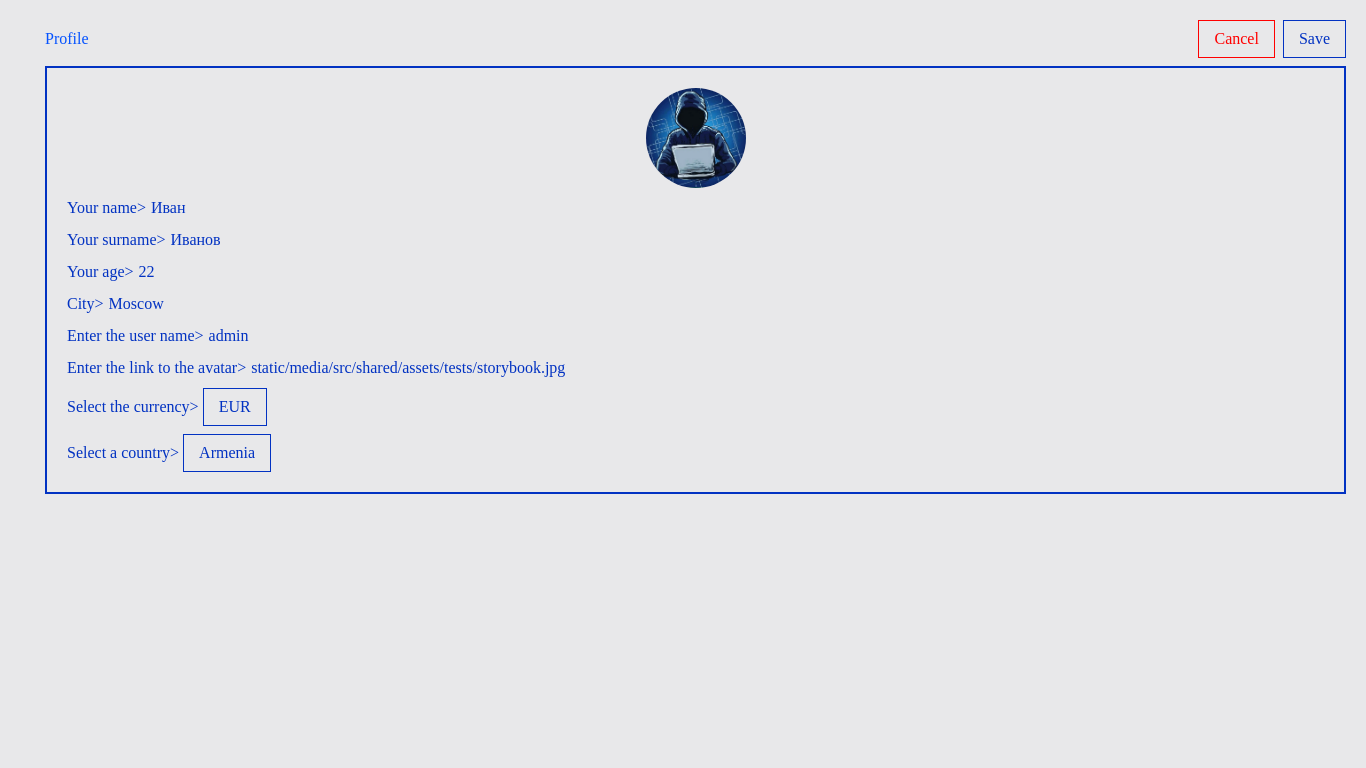 Profile
Cancel
Save
Your name> Иван
Your surname> Иванов
Your age> 22
City> Moscow
Enter the user name> admin
Enter the link to the avatar> static/media/src/shared/assets/tests/storybook.jpg
Select the currency> EUR
Select a country> Armenia